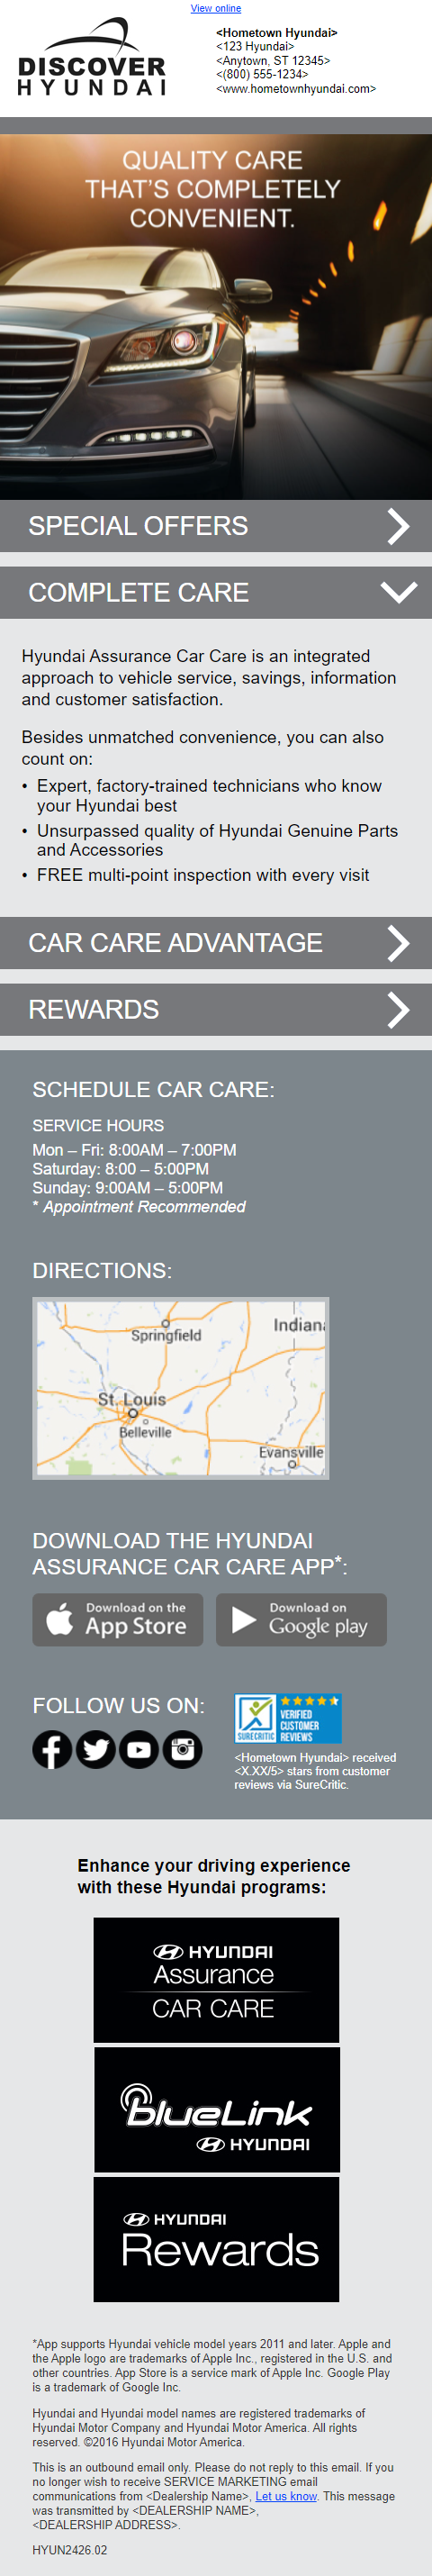 View online
DISCOVER
HYUNDAI
<Hometown Hyundai>
<123 Hyundai>
<Anytown, ST 12345>
<(800) 555-1234>
<www.hometownhyundai.com>
QUALITY CARE
THAT'S COMPLETELY
CONVENIENT.
SPECIAL OFFERS
COMPLETE CARE
Hyundai Assurance Car Care is an integrated
approach to vehicle service, savings, information
and customer satisfaction.
Besides unmatched convenience, you can also
count on:
• Expert, factory-trained technicians who know
your Hyundai best
• Unsurpassed quality of Hyundai Genuine Parts
and Accessories
• FREE multi-point inspection with every visit
CAR CARE ADVANTAGE
REWARDS
SCHEDULE CAR CARE:
SERVICE HOURS
Mon – Fri: 8:00AM – 7:00PM
Saturday: 8:00 – 5:00PM
Sunday: 9:00AM – 5:00PM
* Appointment Recommended
DIRECTIONS:
Springfield
Indiana
St. Louis
Belleville
Evansville
DOWNLOAD THE HYUNDAI
ASSURANCE CAR CARE APP*:
Download on the
App Store
Download on
Google play
FOLLOW US ON:
SURECRITIC
VERIFIED
CUSTOMER
REVIEWS
<Hometown Hyundai> received
<X.XX/5> stars from customer
reviews via SureCritic.
Enhance your driving experience
with these Hyundai programs:
HYUNDAI
Assurance
CAR CARE
blueLink
HYUNDAI
HYUNDAI
Rewards
*App supports Hyundai vehicle model years 2011 and later. Apple and
the Apple logo are trademarks of Apple Inc., registered in the U.S. and
other countries. App Store is a service mark of Apple Inc. Google Play
is a trademark of Google Inc.
Hyundai and Hyundai model names are registered trademarks of
Hyundai Motor Company and Hyundai Motor America. All rights
reserved. ©2016 Hyundai Motor America.
This is an outbound email only. Please do not reply to this email. If you
no longer wish to receive SERVICE MARKETING email
communications from <Dealership Name>, Let us know. This message
was transmitted by <DEALERSHIP NAME>,
<DEALERSHIP ADDRESS>.
HYUN2426.02